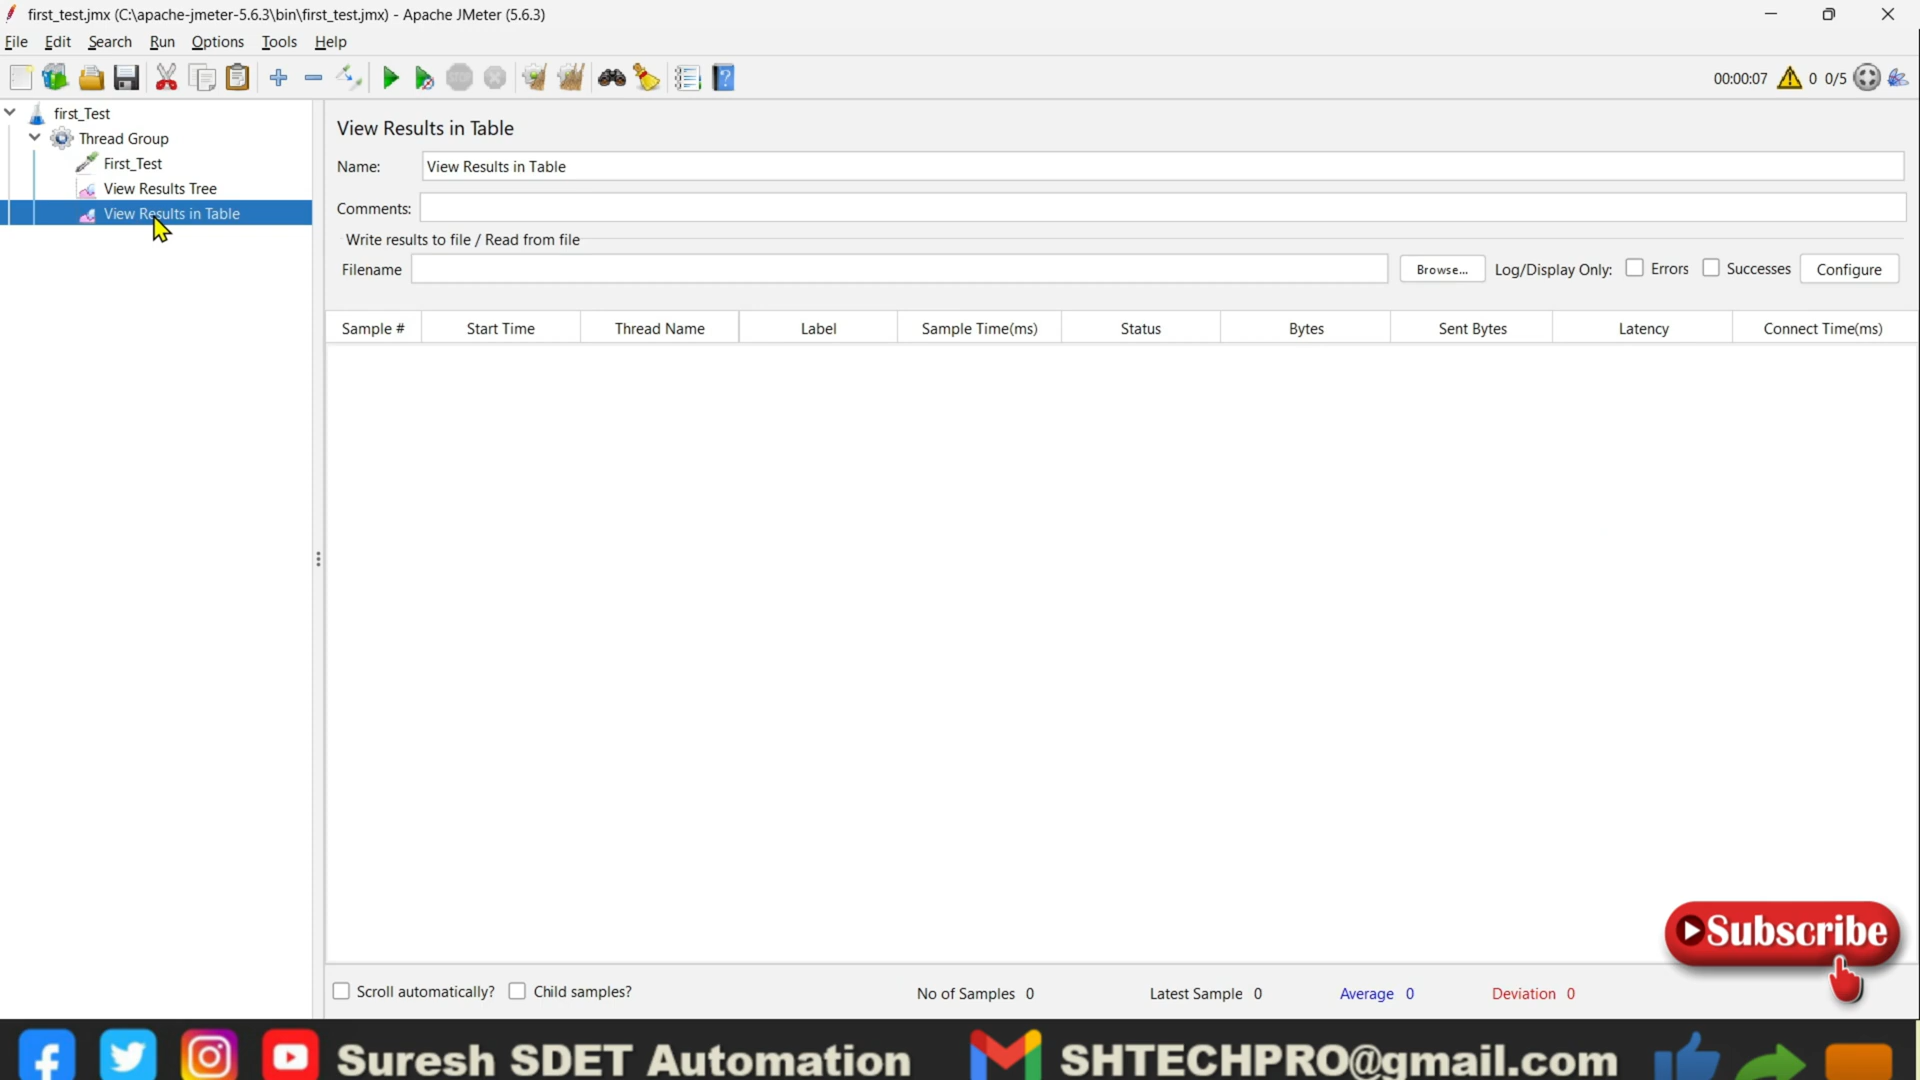 first_test.jmx (C:\apache-jmeter-5.6.3\bin\first_test.jmx) - Apache JMeter (5.6.3)
File Edit Search Run Options Tools Help
STOP
00:00:07 0 0/5
first_Test
Thread Group
First_Test
View Results Tree
View Results in Table
View Results in Table
Name: View Results in Table
Comments:
Write results to file / Read from file
Filename Browse... Log/Display Only: Errors Successes Configure
Sample # Start Time Thread Name Label Sample Time(ms) Status Bytes Sent Bytes Latency Connect Time(ms)
Subscribe
Scroll automatically? Child samples? No of Samples 0 Latest Sample 0 Average 0 Deviation 0
Suresh SDET Automation SHTECHPRO@gmail.com